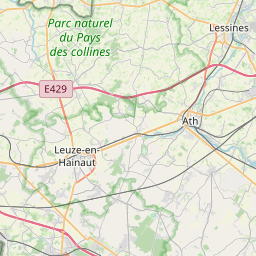 Parc naturel
du Pays
des collines
Lessines
E429
Ath
Leuze-en-
Hainaut